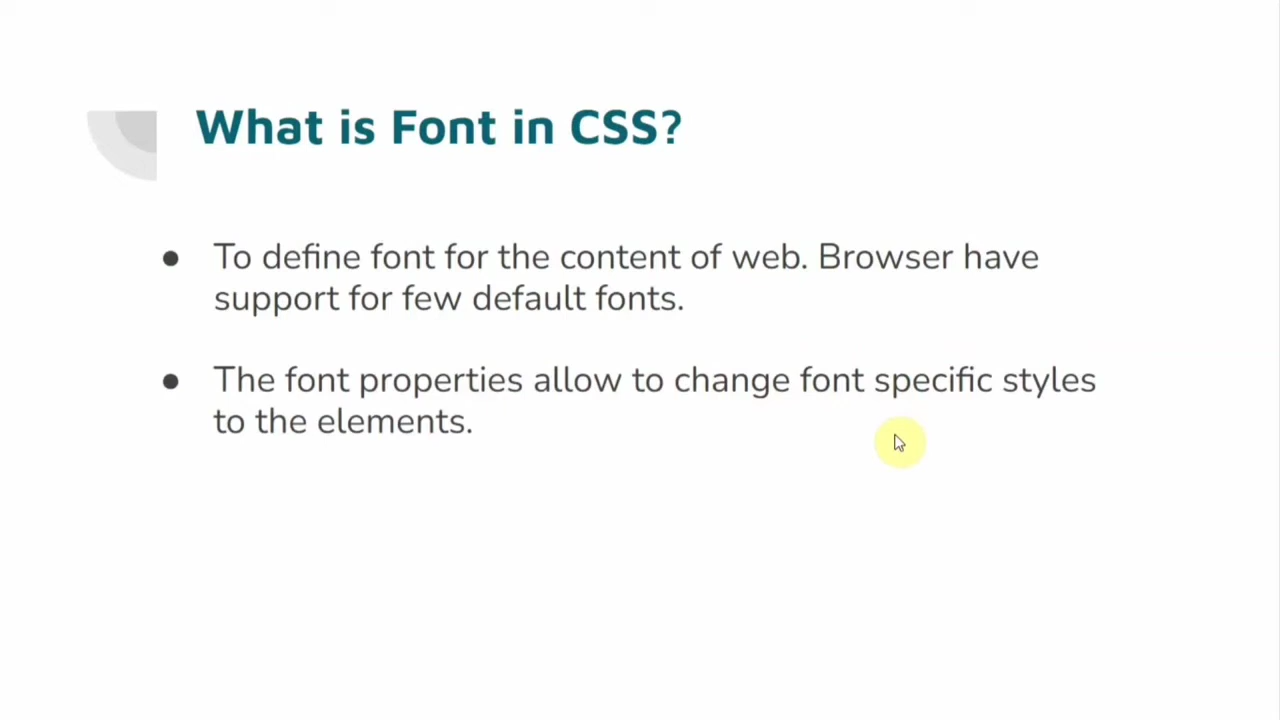 What is Font in CSS?
● To define font for the content of web. Browser have
support for few default fonts.
● The font properties allow to change font specific styles
to the elements.